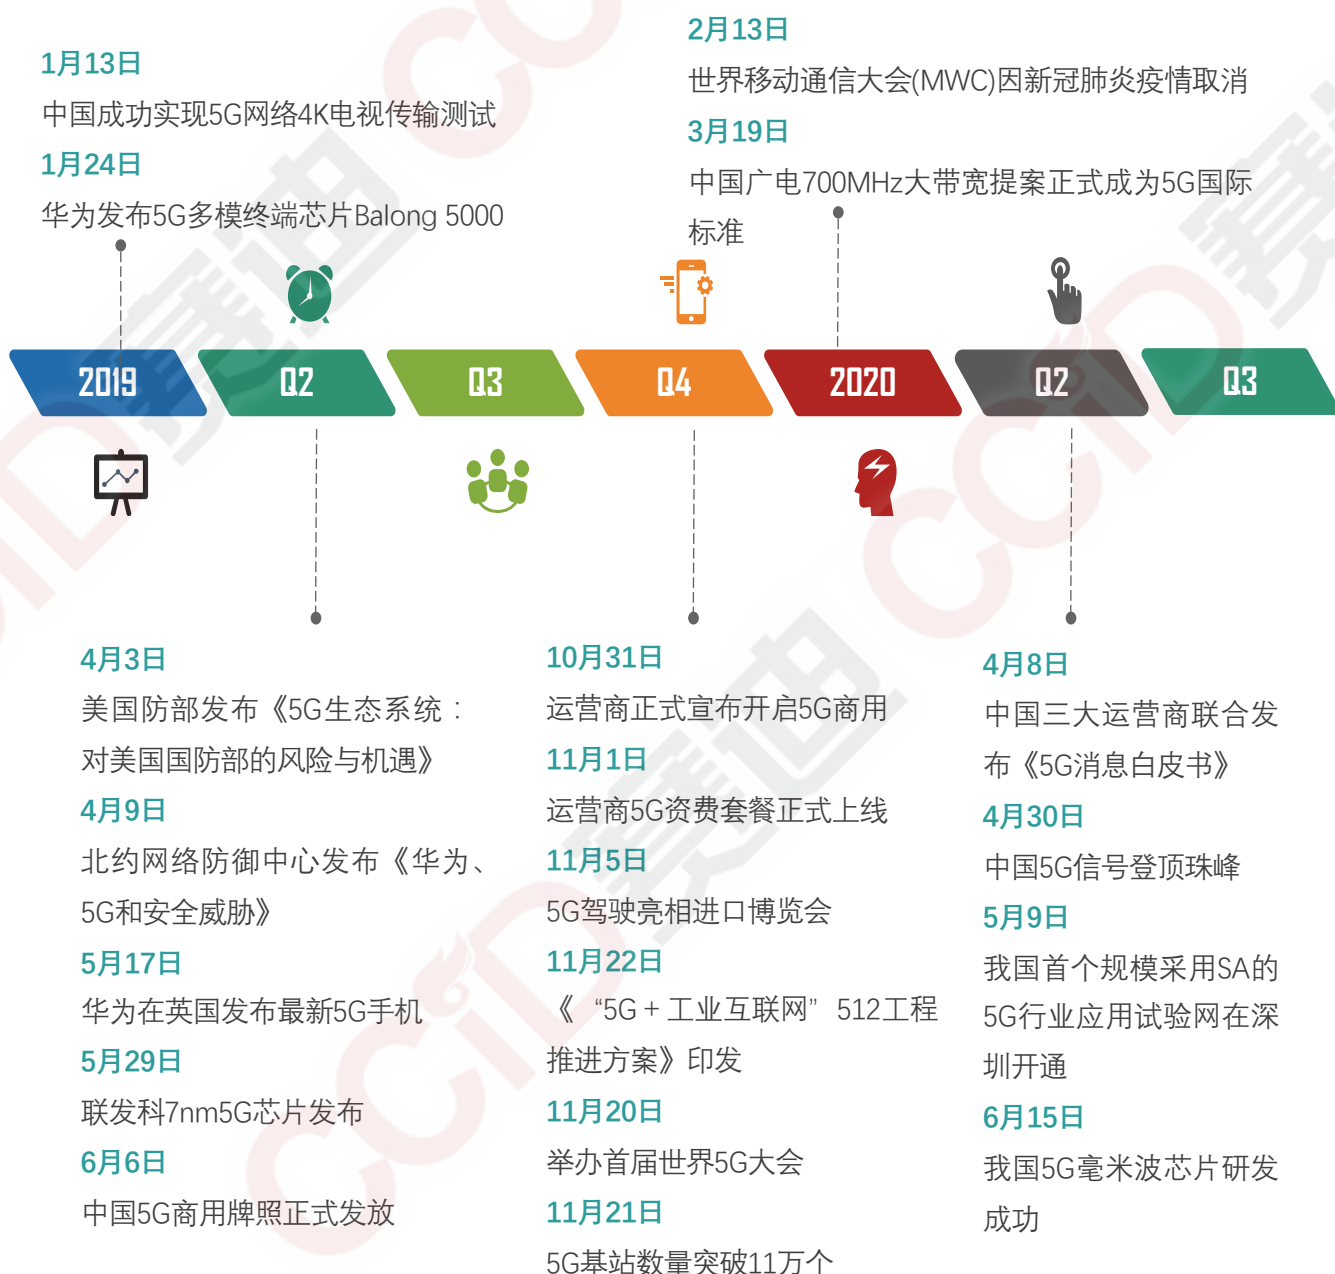 1月13日
中国成功实现5G网络4K电视传输测试
1月24日
华为发布5G多模终端芯片Balong 5000
2月13日
世界移动通信大会(MWC)因新冠肺炎疫情取消
3月19日
中国广电700MHz大带宽提案正式成为5G国际
标准
2019
Q2
Q3
Q4
2020
Q2
Q3
4月3日
美国防部发布《5G生态系统：
对美国国防部的风险与机遇》
4月9日
北约网络防御中心发布《华为、
5G和安全威胁》
5月17日
华为在英国发布最新5G手机
5月29日
联发科7nm5G芯片发布
6月6日
中国5G商用牌照正式发放
10月31日
运营商正式宣布开启5G商用
11月1日
运营商5G资费套餐正式上线
11月5日
5G驾驶亮相进口博览会
11月22日
《 “5G + 工业互联网” 512工程
推进方案》印发
11月20日
举办首届世界5G大会
11月21日
5G基站数量突破11万个
4月8日
中国三大运营商联合发
布《5G消息白皮书》
4月30日
中国5G信号登顶珠峰
5月9日
我国首个规模采用SA的
5G行业应用试验网在深
圳开通
6月15日
我国5G毫米波芯片研发
成功
CCiD赛迪
CCiD赛迪
CCiD赛迪